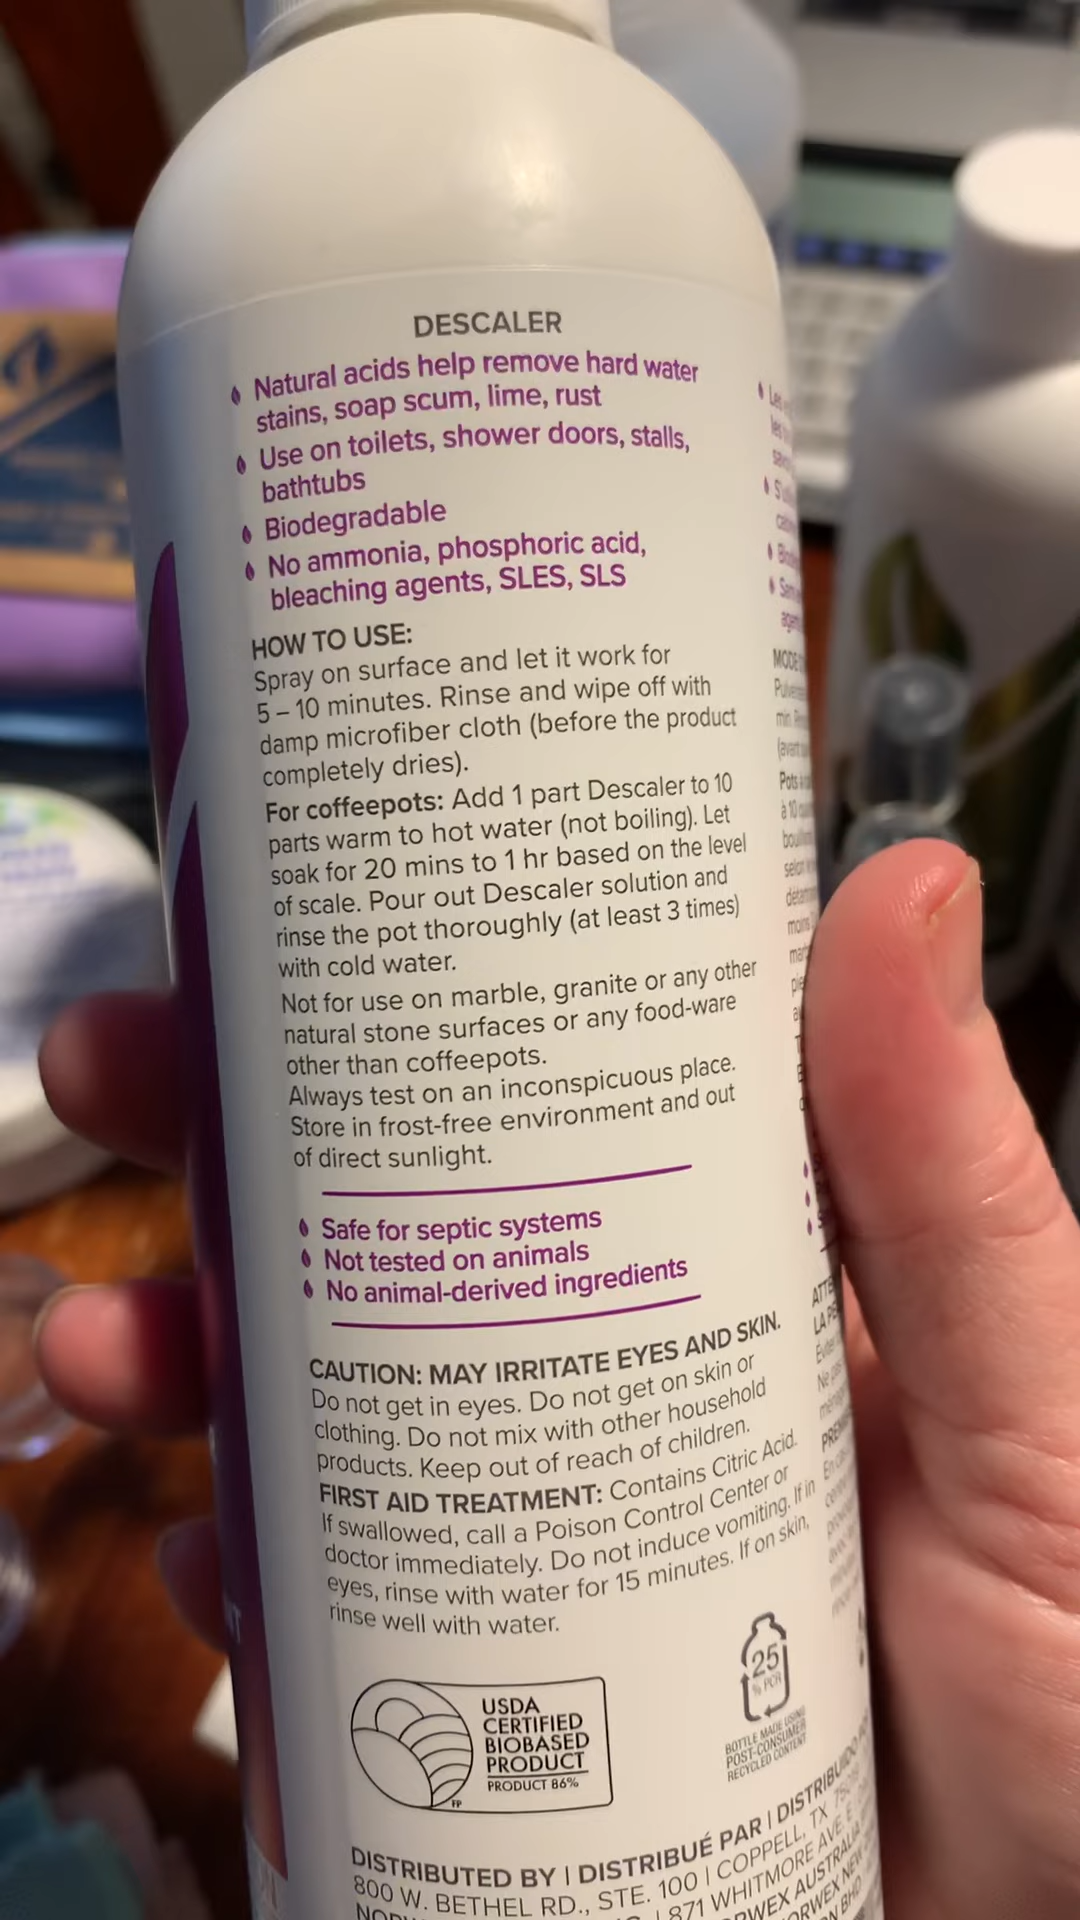 DESCALER
Natural acids help remove hard water
stains, soap scum, lime, rust
Use on toilets, shower doors, stalls,
bathtubs
Biodegradable
No ammonia, phosphoric acid,
bleaching agents, SLES, SLS
HOW TO USE:
Spray on surface and let it work for
5 – 10 minutes. Rinse and wipe off with
damp microfiber cloth (before the product
completely dries).
For coffeepots: Add 1 part Descaler to 10
parts warm to hot water (not boiling). Let
soak for 20 mins to 1 hr based on the level
of scale. Pour out Descaler solution and
rinse the pot thoroughly (at least 3 times)
with cold water.
Not for use on marble, granite or any other
natural stone surfaces or any food-ware
other than coffeepots.
Always test on an inconspicuous place.
Store in frost-free environment and out
of direct sunlight.
Safe for septic systems
Not tested on animals
No animal-derived ingredients
CAUTION: MAY IRRITATE EYES AND SKIN.
Do not get in eyes. Do not get on skin or
clothing. Do not mix with other household
products. Keep out of reach of children.
FIRST AID TREATMENT: Contains Citric Acid.
If swallowed, call a Poison Control Center or
doctor immediately. Do not induce vomiting. If in
eyes, rinse with water for 15 minutes. If on skin,
rinse well with water.
USDA
CERTIFIED
BIOBASED
PRODUCT
PRODUCT 86%
FP
25
% PCR
BOTTLE MADE USING
POST-CONSUMER
RECYCLED CONTENT
DISTRIBUTED BY | DISTRIBUÉ PAR | DISTRIBUIDO
800 W. BETHEL RD., STE. 100 | COPPELL, TX
871 WHITMORE AVE. E
AUSTRALIA